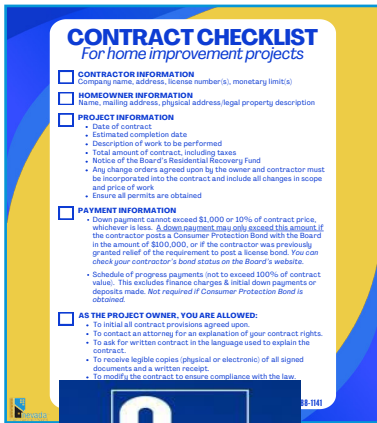 CONTRACT CHECKLIST
For home improvement projects
CONTRACTOR INFORMATION
Company name, address, license number(s), monetary limit(s)
HOMEOWNER INFORMATION
Name, mailing address, physical address/legal property description
PROJECT INFORMATION
• Date of contract
• Estimated completion date
• Description of work to be performed
• Total amount of contract, including taxes
• Notice of the Board's Residential Recovery Fund
• Any change orders agreed upon by the owner and contractor must
be incorporated into the contract and include all changes in scope
and price of work
• Ensure all permits are obtained
PAYMENT INFORMATION
• Down payment cannot exceed $1,000 or 10% of contract price,
whichever is less. A down payment may only exceed this amount if
the contractor posts a Consumer Protection Bond with the Board
in the amount of $100,000, or if the contractor was previously
granted relief of the requirement to post a license bond. You can
check your contractor's bond status on the Board's website.
• Schedule of progress payments (not to exceed 100% of contract
value). This excludes finance charges & initial down payments or
deposits made. Not required if Consumer Protection Bond is
obtained.
AS THE PROJECT OWNER, YOU ARE ALLOWED:
• To initial all contract provisions agreed upon.
• To contact an attorney for an explanation of your contract rights.
• To ask for written contract in the language used to explain the
contract.
• To receive legible copies (physical or electronic) of all signed
documents and a written receipt.
• To modify the contract to ensure compliance with the law.
-1141